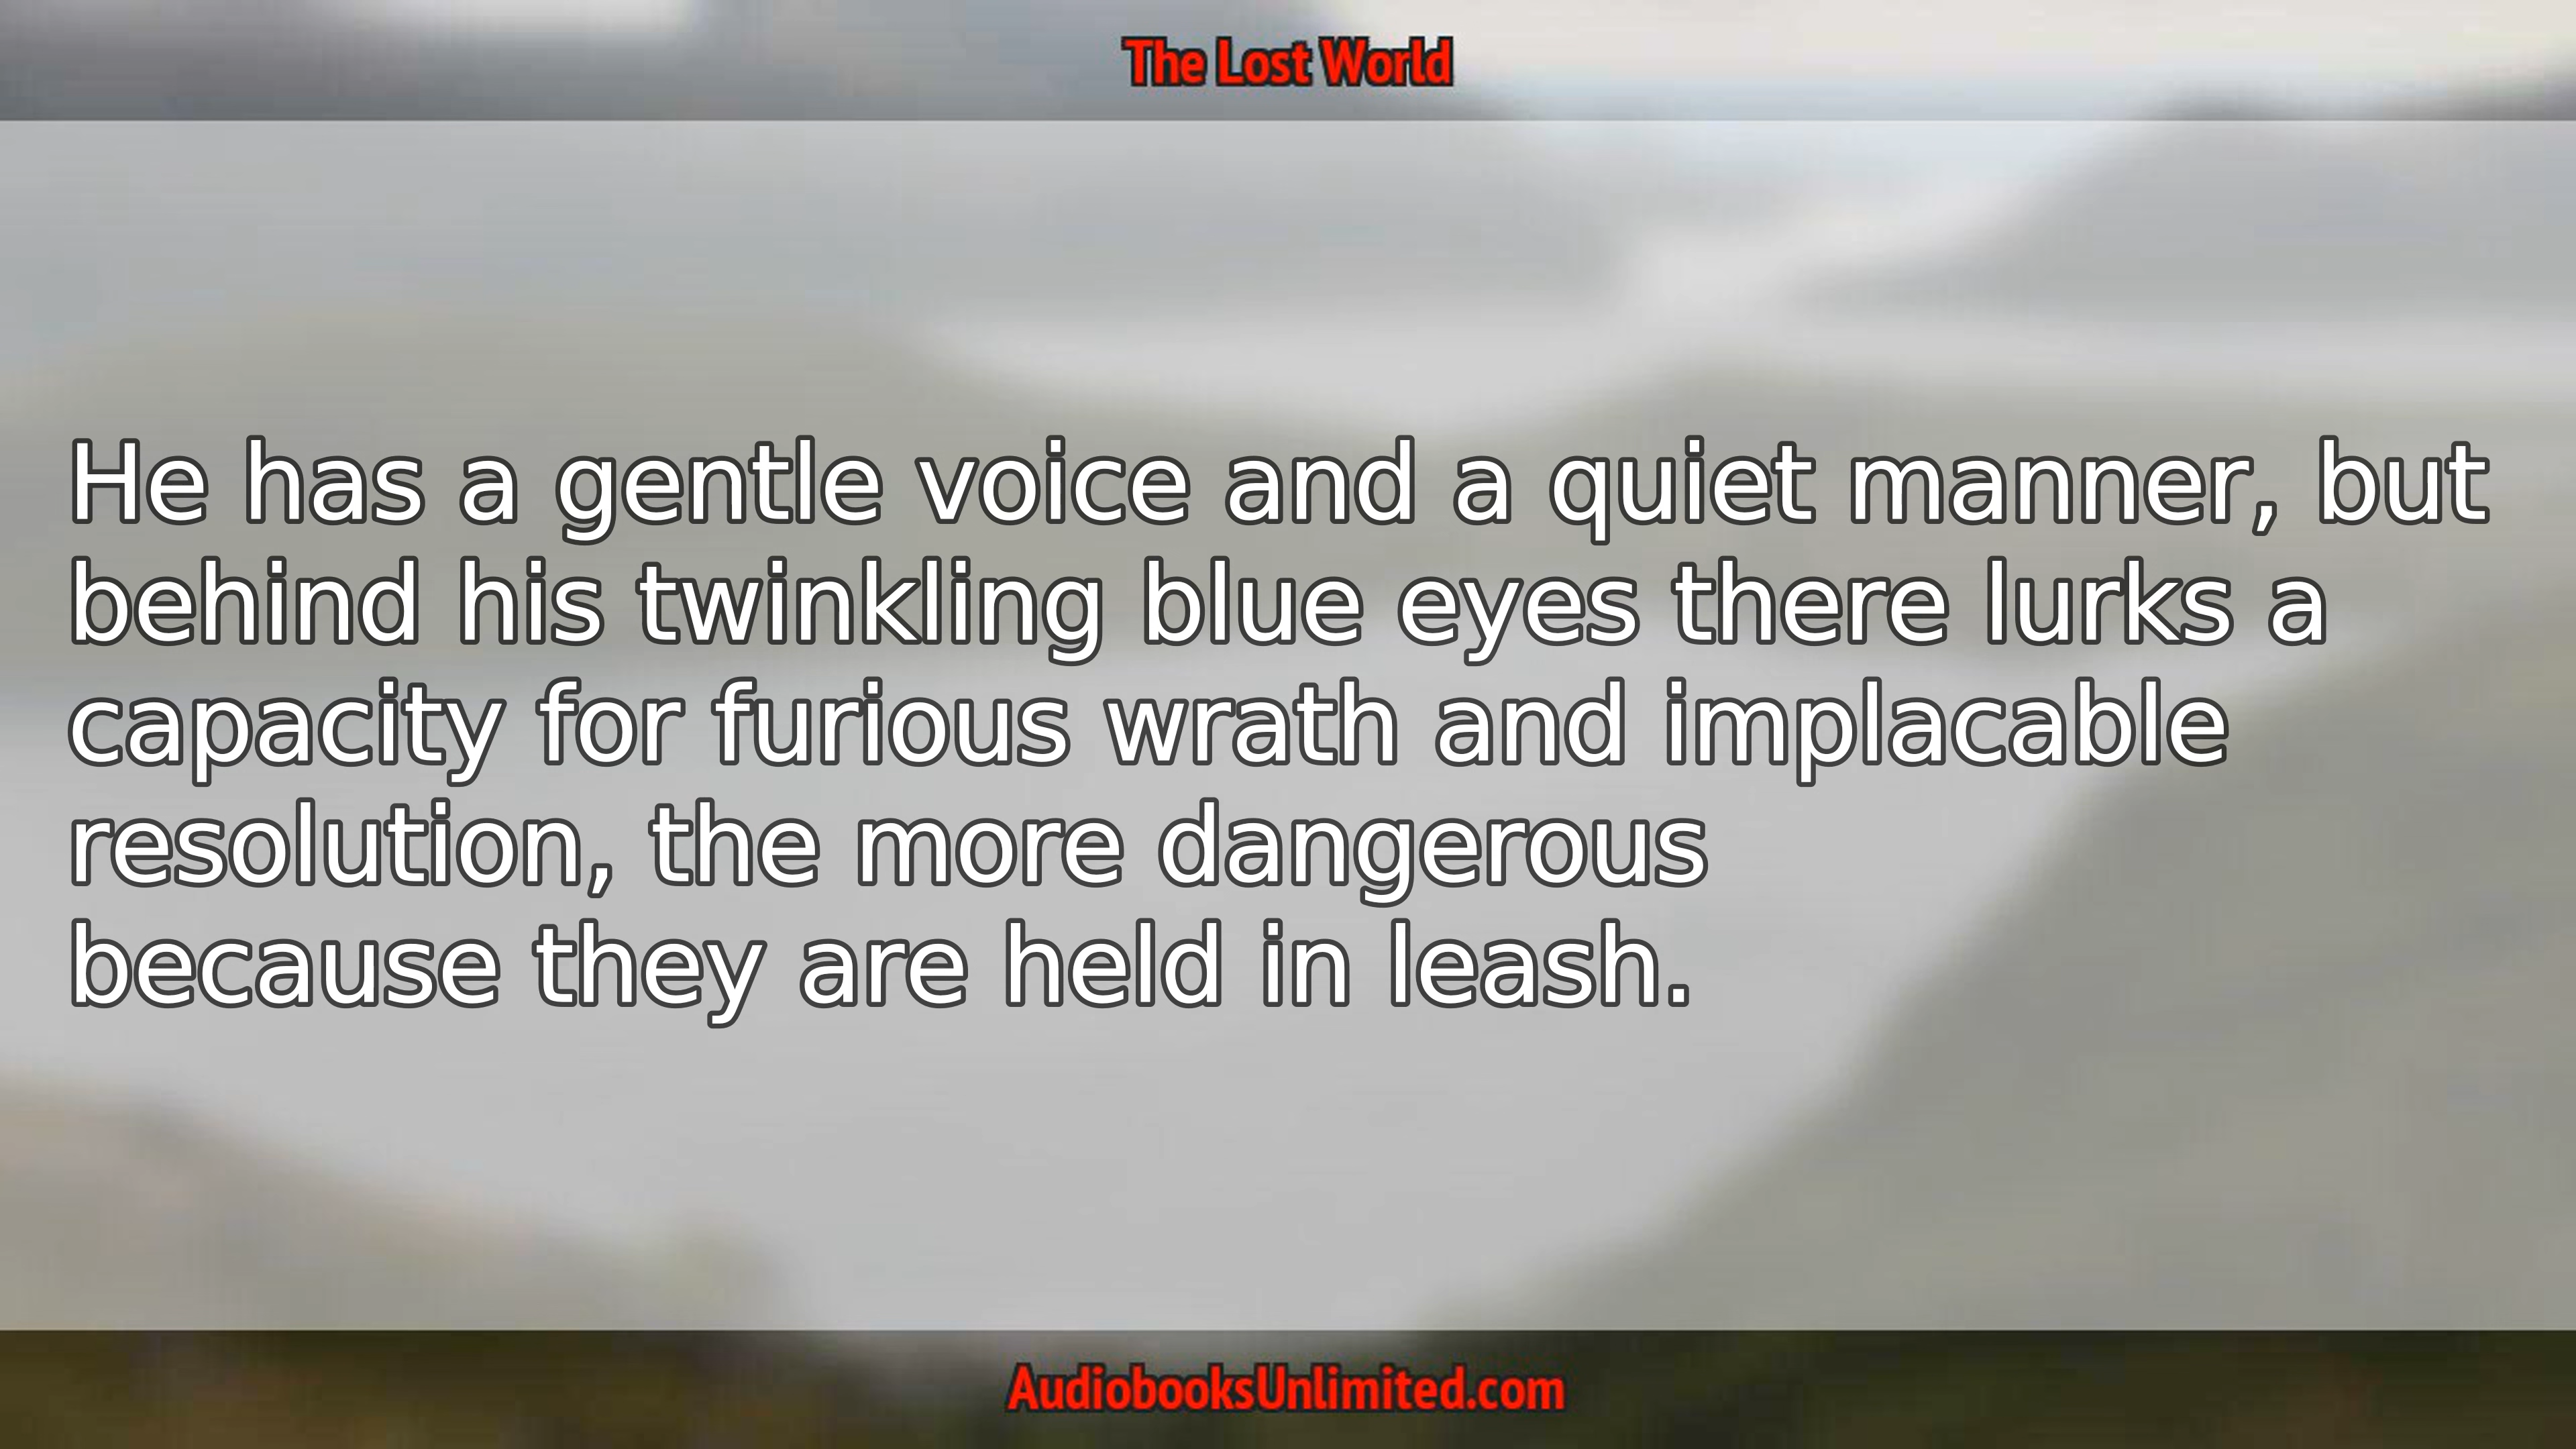 The Lost World
He has a gentle voice and a quiet manner, but
behind his twinkling blue eyes there lurks a
capacity for furious wrath and implacable
resolution, the more dangerous
because they are held in leash.
AudiobooksUnlimited.com